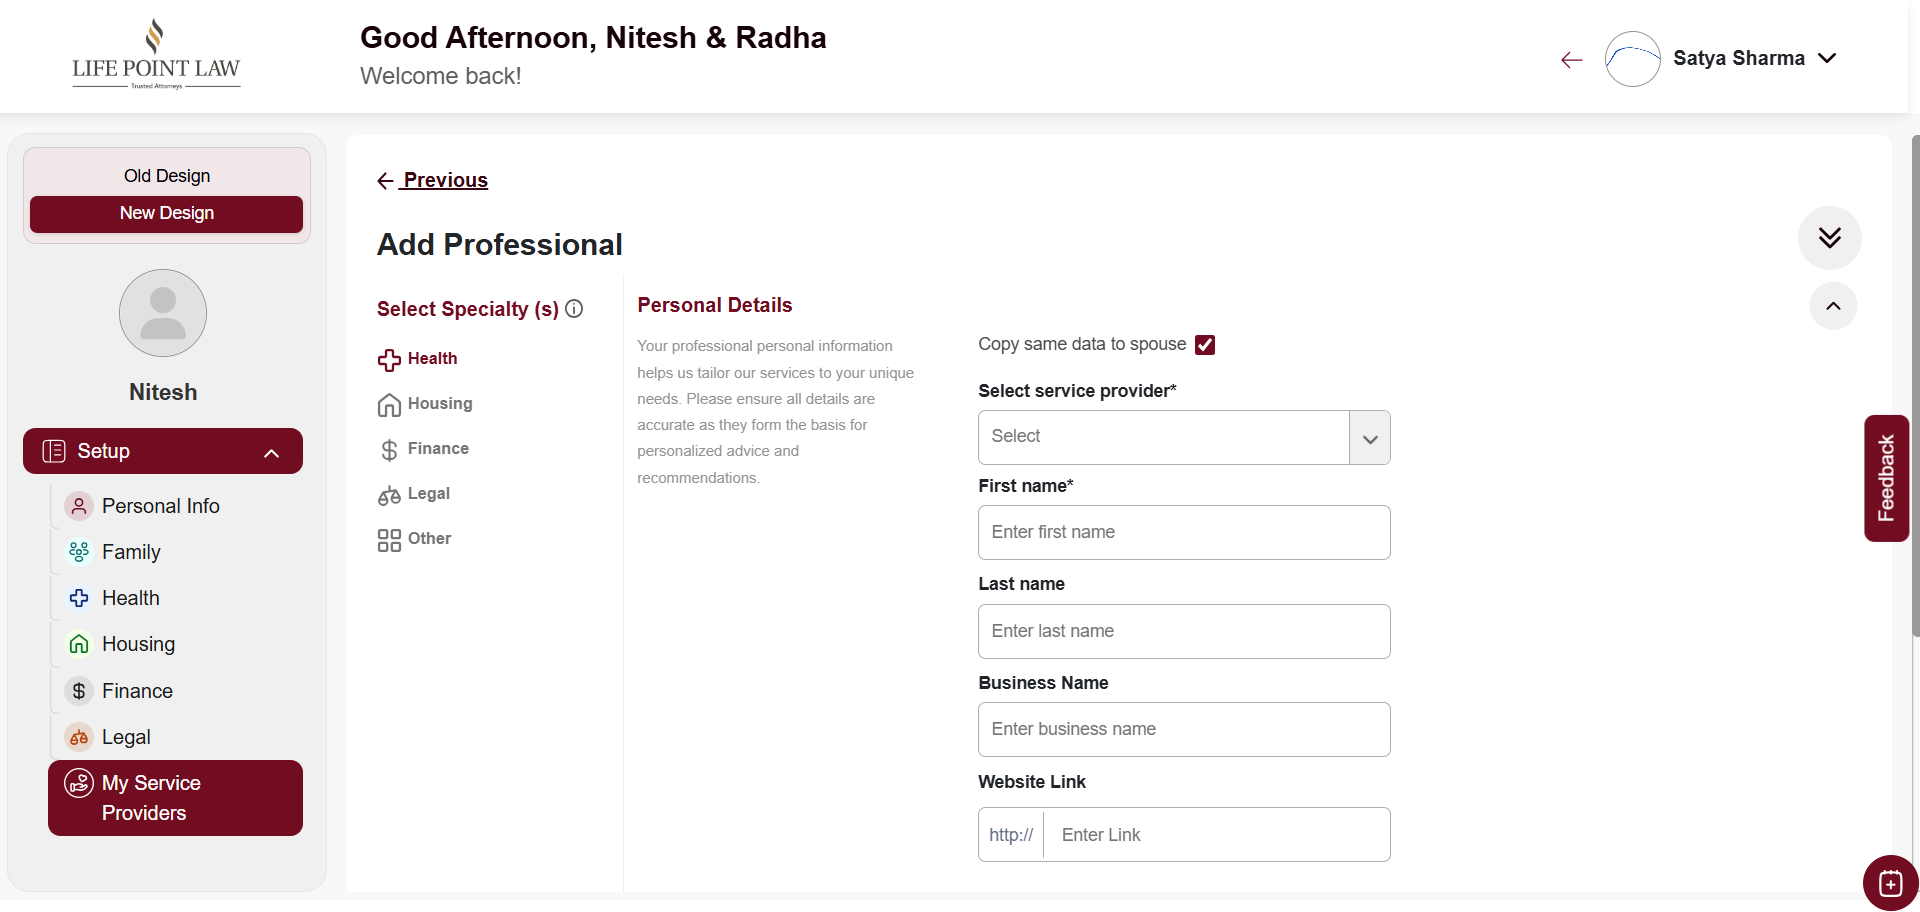 LIFE POINT LAW
Trusted Attorneys
Good Afternoon, Nitesh & Radha
Welcome back!
Satya Sharma
Old Design
New Design
Nitesh
Setup
Personal Info
Family
Health
Housing
Finance
Legal
My Service
Providers
Previous
Add Professional
Select Specialty (s)
Health
Housing
Finance
Legal
Other
Personal Details
Your professional personal information
helps us tailor our services to your unique
needs. Please ensure all details are
accurate as they form the basis for
personalized advice and
recommendations.
Copy same data to spouse
Select service provider*
Select
First name*
Enter first name
Last name
Enter last name
Business Name
Enter business name
Website Link
http:// Enter Link
Feedback